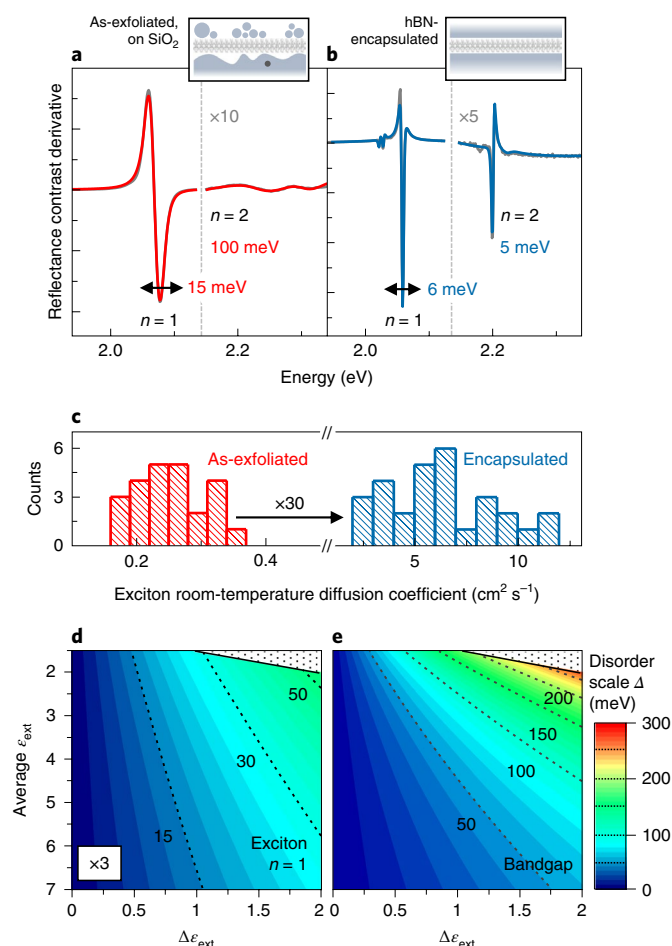 As-exfoliated,
on SiO₂
hBN-
encapsulated
a
b
×10
×5
n = 2
100 meV
15 meV
n = 1
n = 2
5 meV
6 meV
n = 1
Reflectance contrast derivative
2.0
2.2
2.0
2.2
Energy (eV)
c
//
6
3
0
Counts
As-exfoliated
×30
Encapsulated
0.2
0.4
//
5
10
Exciton room-temperature diffusion coefficient (cm² s⁻¹)
d
e
2
3
4
5
6
7
Average εext
50
30
15
Exciton
n = 1
×3
0
0.5
1
1.5
2
Δεext
200
150
100
50
Bandgap
0
0.5
1
1.5
2
Δεext
Disorder
scale Δ
(meV)
300
200
100
0